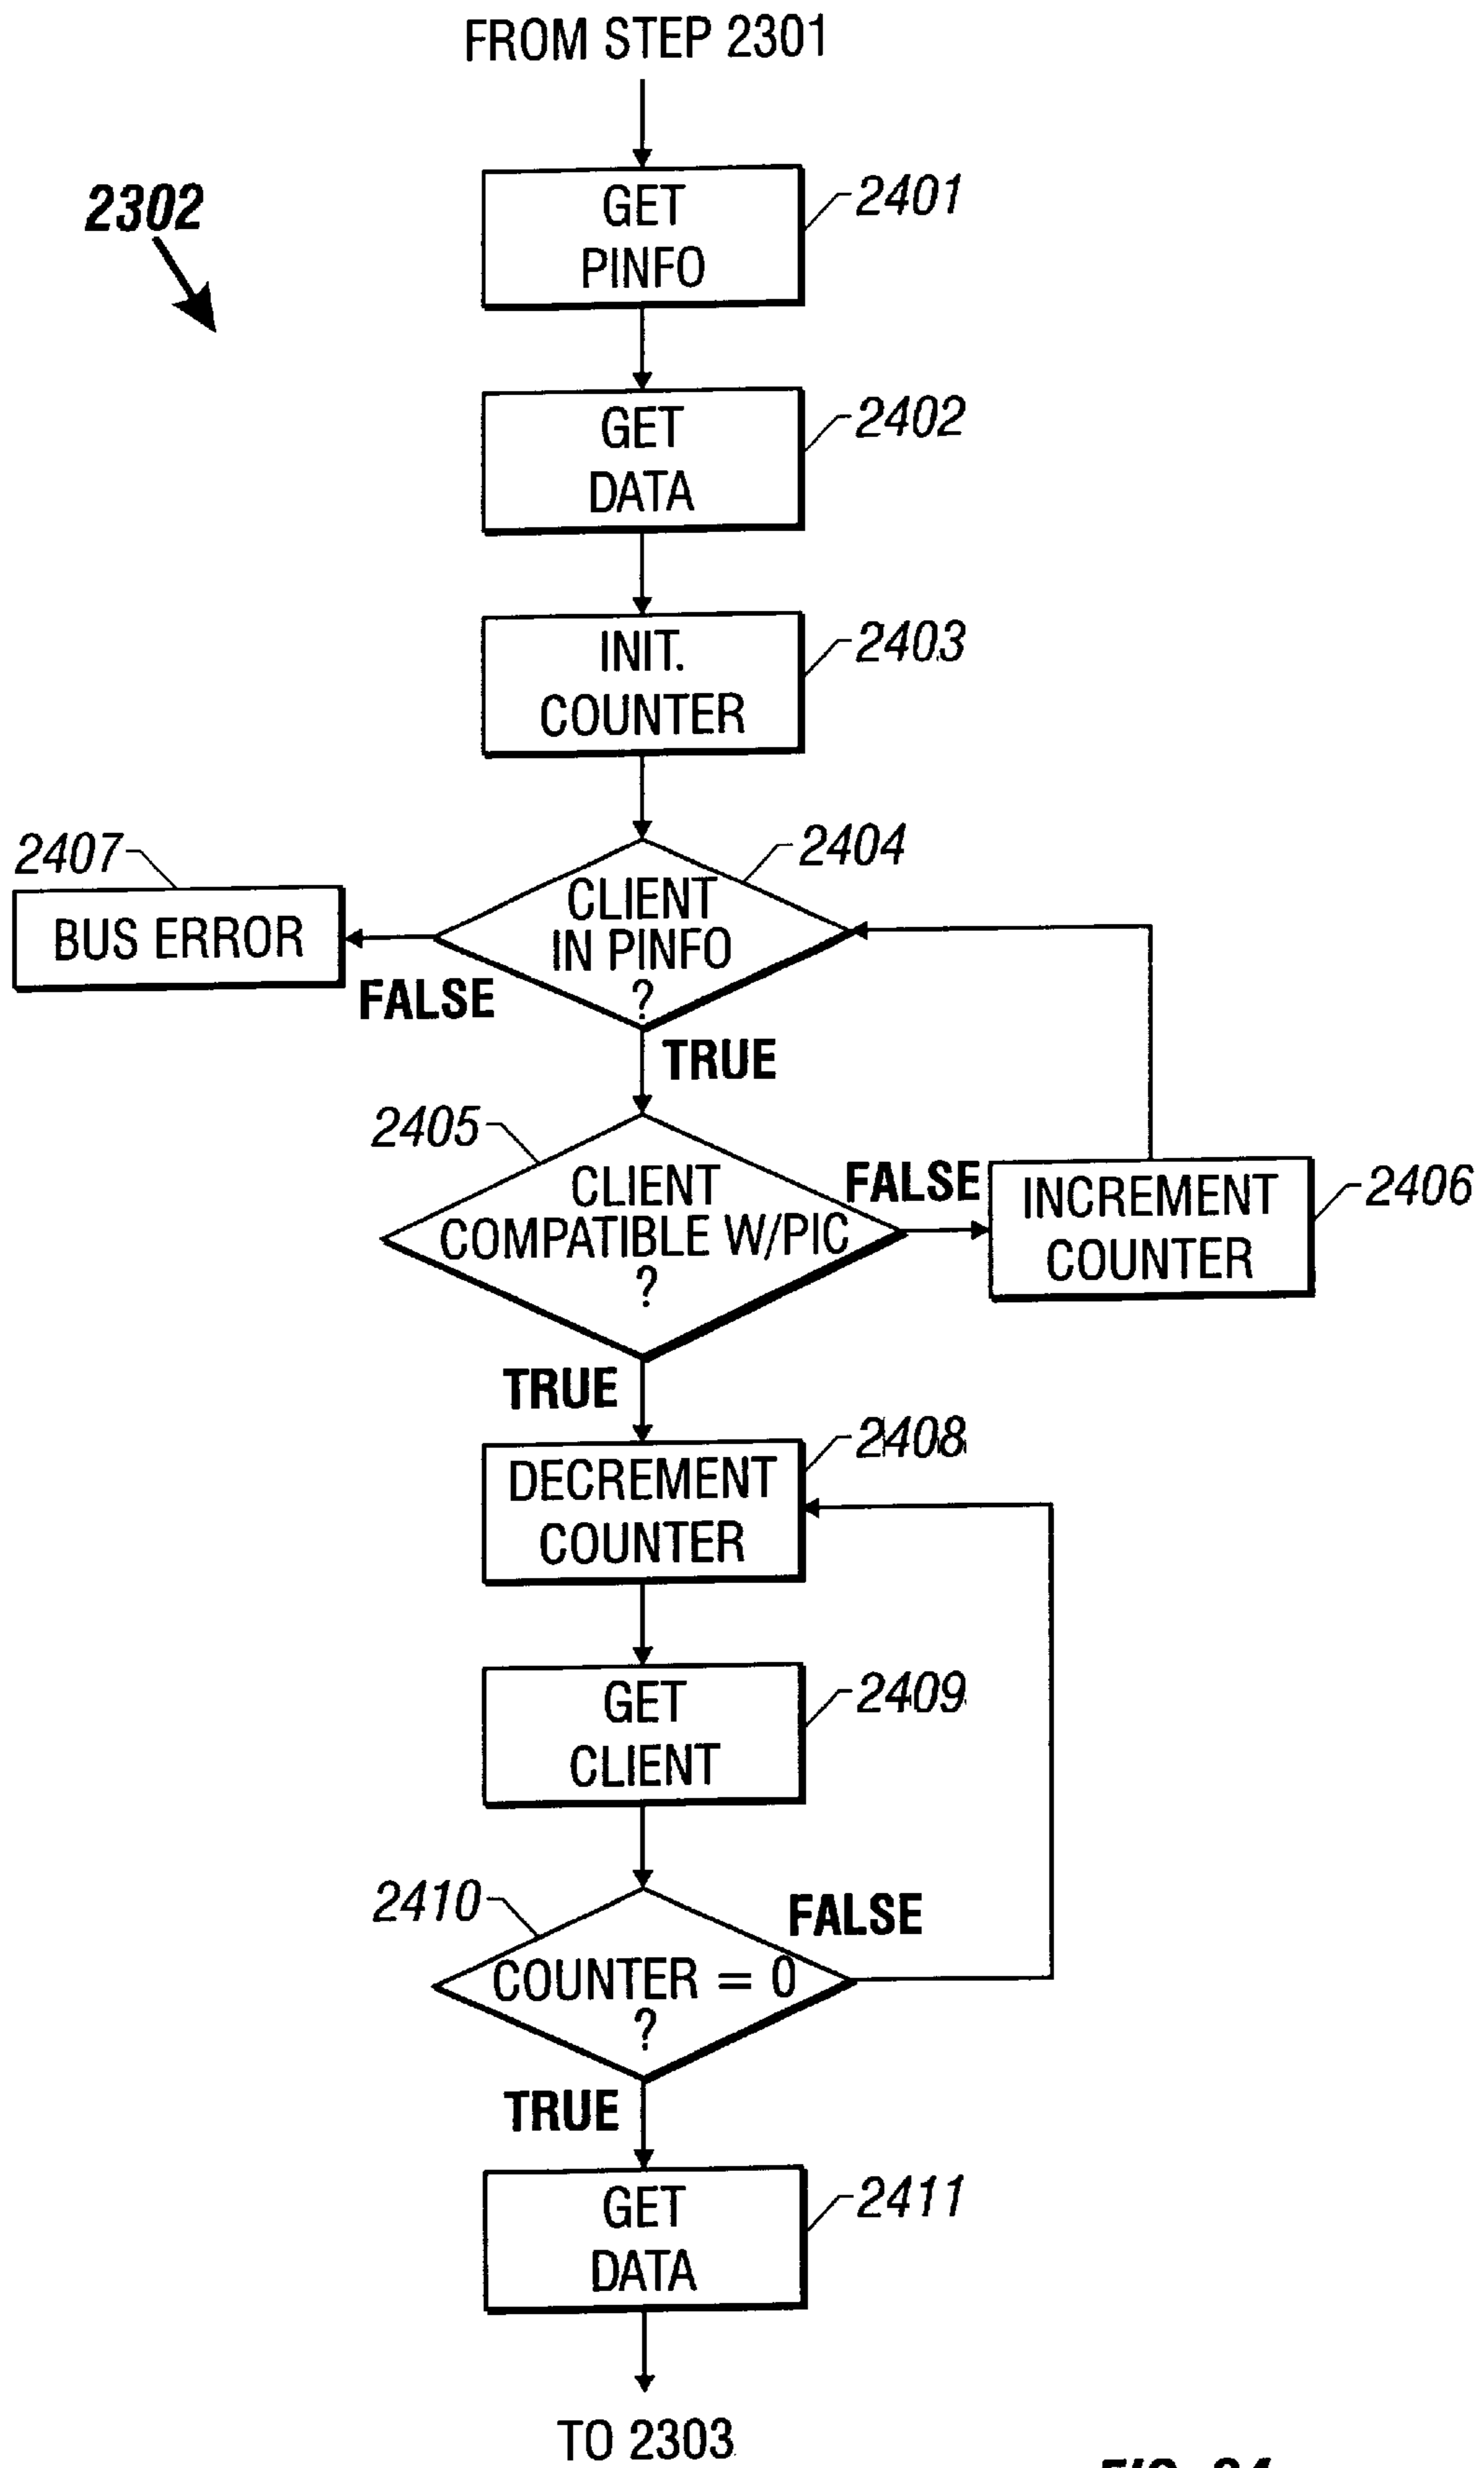 FROM STEP 2301
2302
GET
PINFO
2401
GET
DATA
2402
INIT.
COUNTER
2403
2407
BUS ERROR
FALSE
CLIENT
IN PINFO
?
2404
TRUE
2405
CLIENT
COMPATIBLE W/PIC
?
FALSE
INCREMENT
COUNTER
2406
TRUE
DECREMENT
COUNTER
2408
GET
CLIENT
2409
2410
COUNTER = 0
?
FALSE
TRUE
GET
DATA
2411
TO 2303